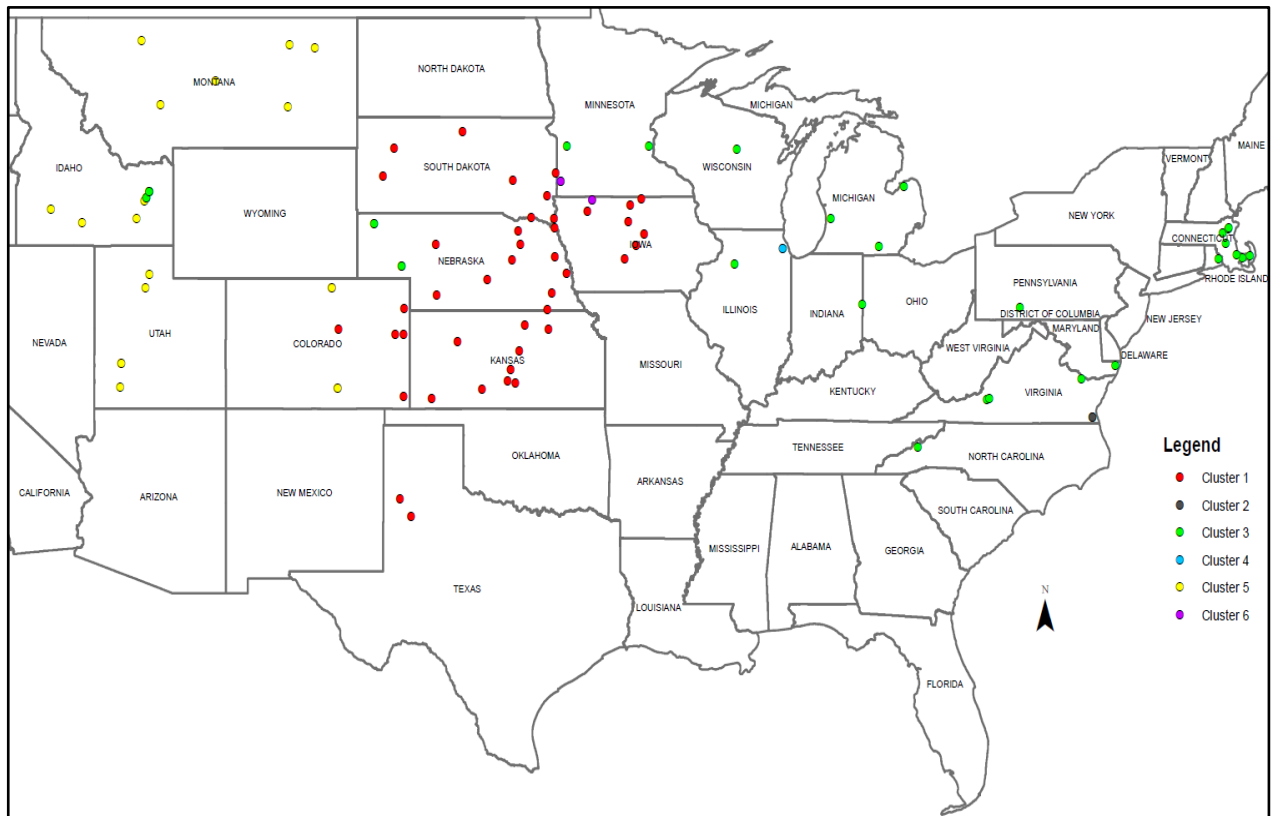 NORTH DAKOTA
MONTANA
MINNESOTA
MICHIGAN
MAINE
VERMONT
IDAHO
SOUTH DAKOTA
WISCONSIN
MICHIGAN
WYOMING
NEW YORK
CONNECTICUT
IOWA
NEBRASKA
RHODE ISLAND
PENNSYLVANIA
ILLINOIS
OHIO
INDIANA
DISTRICT OF COLUMBIA
NEW JERSEY
UTAH
NEVADA
COLORADO
MARYLAND
WEST VIRGINIA
DELAWARE
KANSAS
MISSOURI
KENTUCKY
VIRGINIA
TENNESSEE
NORTH CAROLINA
OKLAHOMA
ARKANSAS
CALIFORNIA
ARIZONA
NEW MEXICO
SOUTH CAROLINA
MISSISSIPPI
ALABAMA
GEORGIA
TEXAS
LOUISIANA
FLORIDA
N
Legend
Cluster 1
Cluster 2
Cluster 3
Cluster 4
Cluster 5
Cluster 6